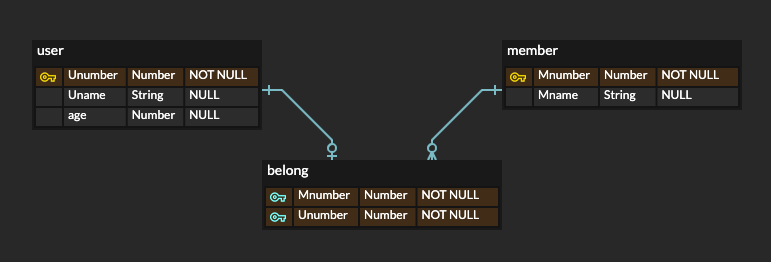 user
Unumber Number NOT NULL
Uname String NULL
age Number NULL
member
Mnumber Number NOT NULL
Mname String NULL
belong
Mnumber Number NOT NULL
Unumber Number NOT NULL